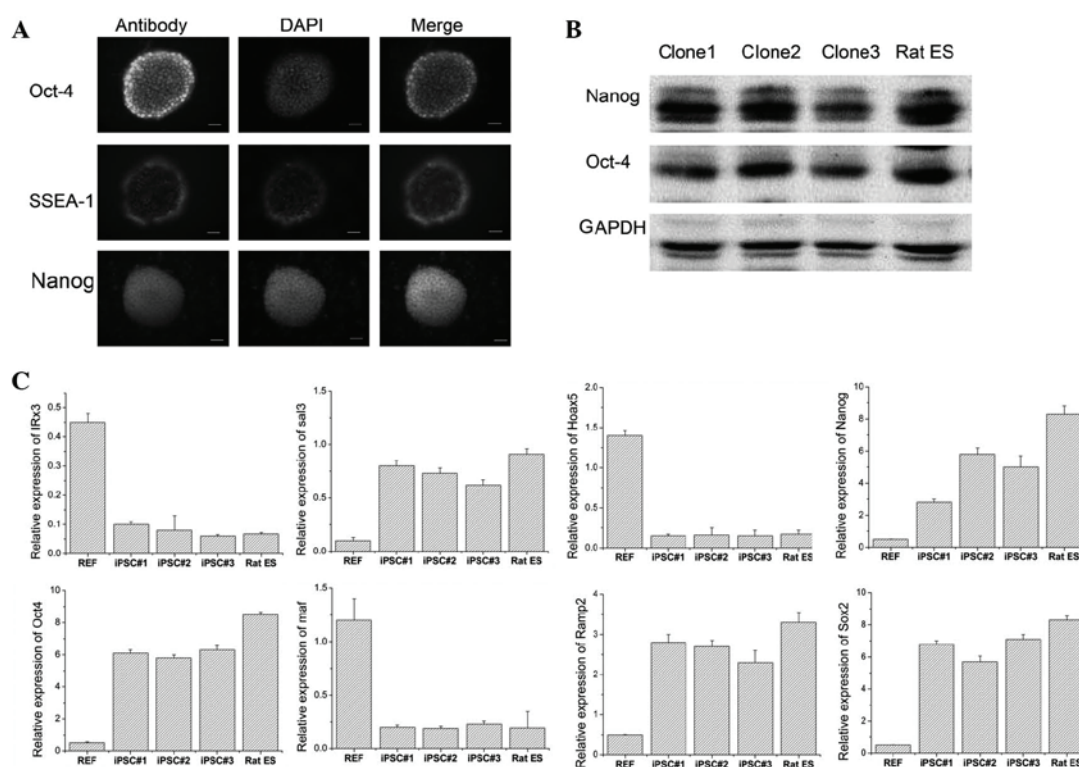 A
Antibody DAPI Merge
Oct-4
SSEA-1
Nanog
B
Clone1 Clone2 Clone3 Rat ES
Nanog
Oct-4
GAPDH
C
Relative expression of IRx3
0.5
0.4
0.3
0.2
0.1
0.0
REF iPSC#1 iPSC#2 iPSC#3 Rat ES
Relative expression of sal3
1.5
1.0
0.5
0.0
REF iPSC#1 iPSC#2 iPSC#3 Rat ES
Relative expression of Hoax5
2.0
1.5
1.0
0.5
0.0
REF iPSC#1 iPSC#2 iPSC#3 Rat ES
Relative expression of Nanog
10
8
6
4
2
0
REF iPSC#1 iPSC#2 iPSC#3 Rat ES
Relative expression of Oct4
10
8
6
4
2
0
REF iPSC#1 iPSC#2 iPSC#3 Rat ES
Relative expression of maf
1.5
1.0
0.5
0.0
REF iPSC#1 iPSC#2 iPSC#3 Rat ES
Relative expression of Ramp2
4
3
2
1
0
REF iPSC#1 iPSC#2 iPSC#3 Rat ES
Relative expression of Sox2
10
8
6
4
2
0
REF iPSC#1 iPSC#2 iPSC#3 Rat ES